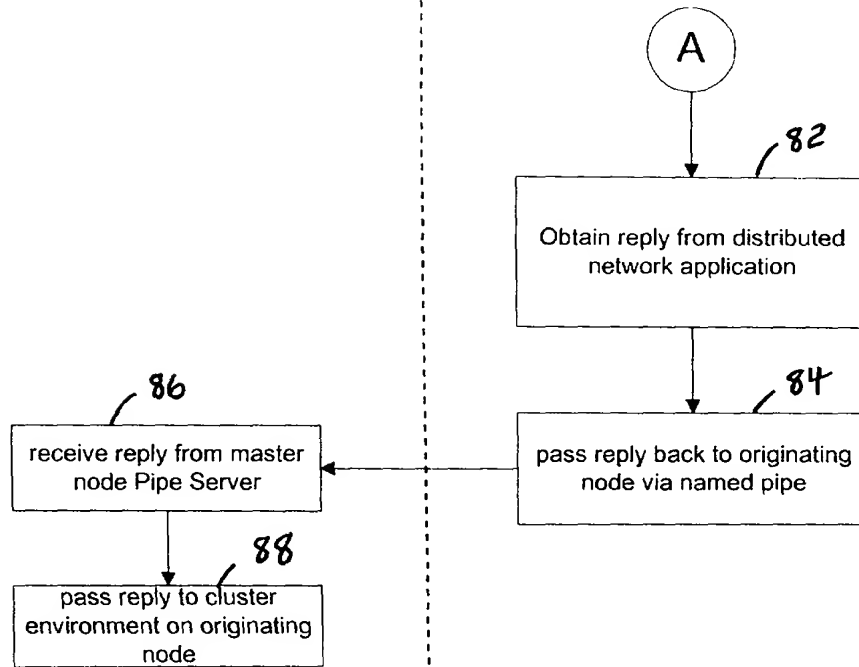 A
82
Obtain reply from distributed
network application
84
pass reply back to originating
node via named pipe
86
receive reply from master
node Pipe Server
88
pass reply to cluster
environment on originating
node